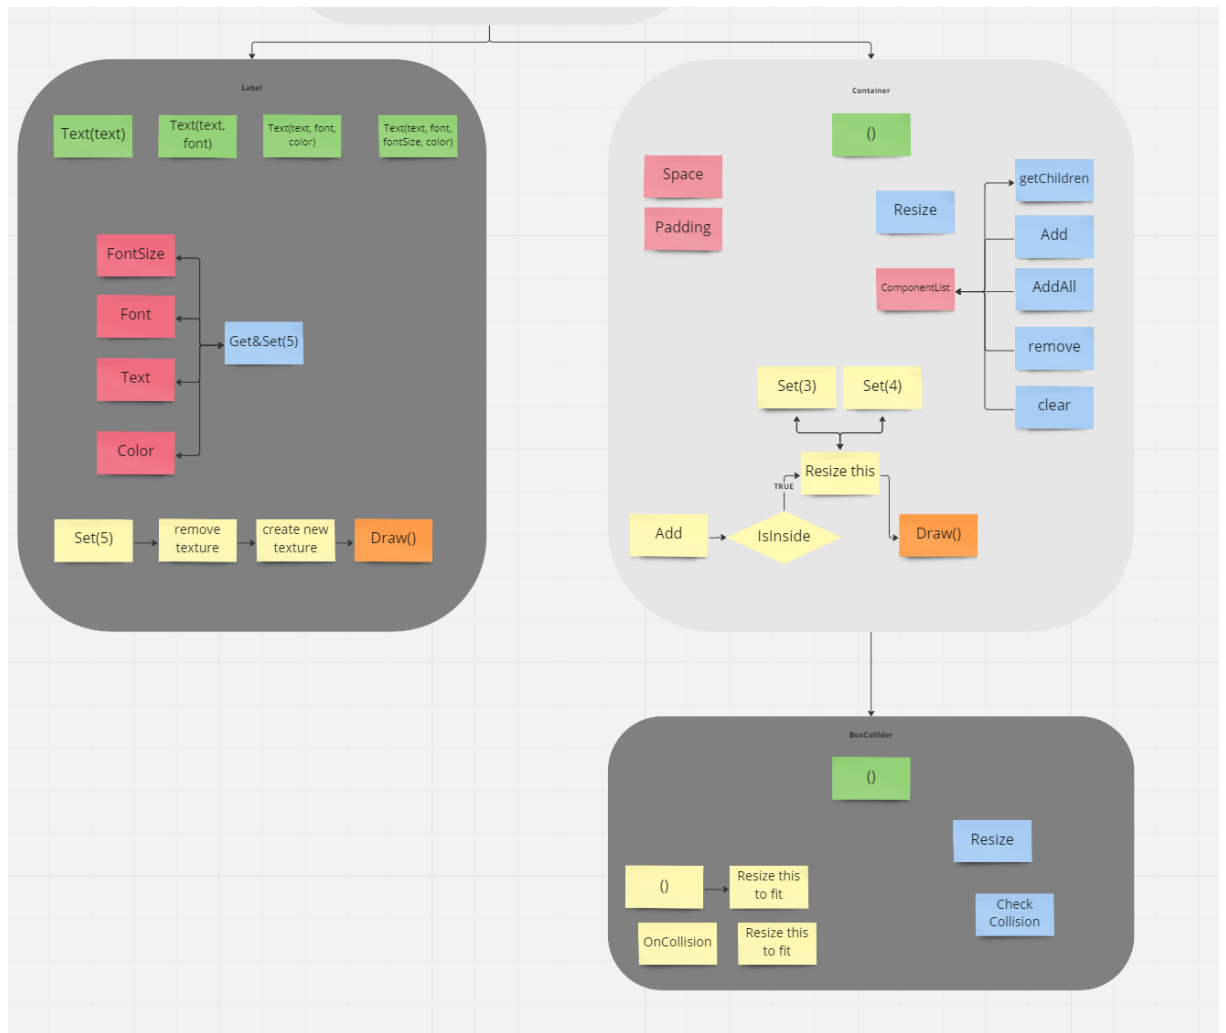 Label
Text(text)
Text(text,
font)
Text(text, font,
color)
Text(text, font,
fontSize, color)
FontSize
Font
Text
Color
Get&Set(5)
Set(5)
remove
texture
create new
texture
Draw()
Container
()
Space
Padding
Resize
ComponentList
getChildren
Add
AddAll
remove
clear
Set(3)
Set(4)
Resize this
TRUE
Add
IsInside
Draw()
BoxCollider
()
Resize
Check
Collision
()
Resize this
to fit
OnCollision
Resize this
to fit